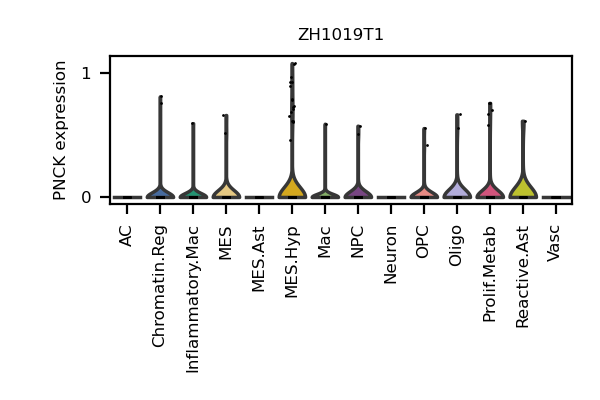 ZH1019T1
PNCK expression
1
0
AC
Chromatin.Reg
Inflammatory.Mac
MES
MES.Ast
MES.Hyp
Mac
NPC
Neuron
OPC
Oligo
Prolif.Metab
Reactive.Ast
Vasc